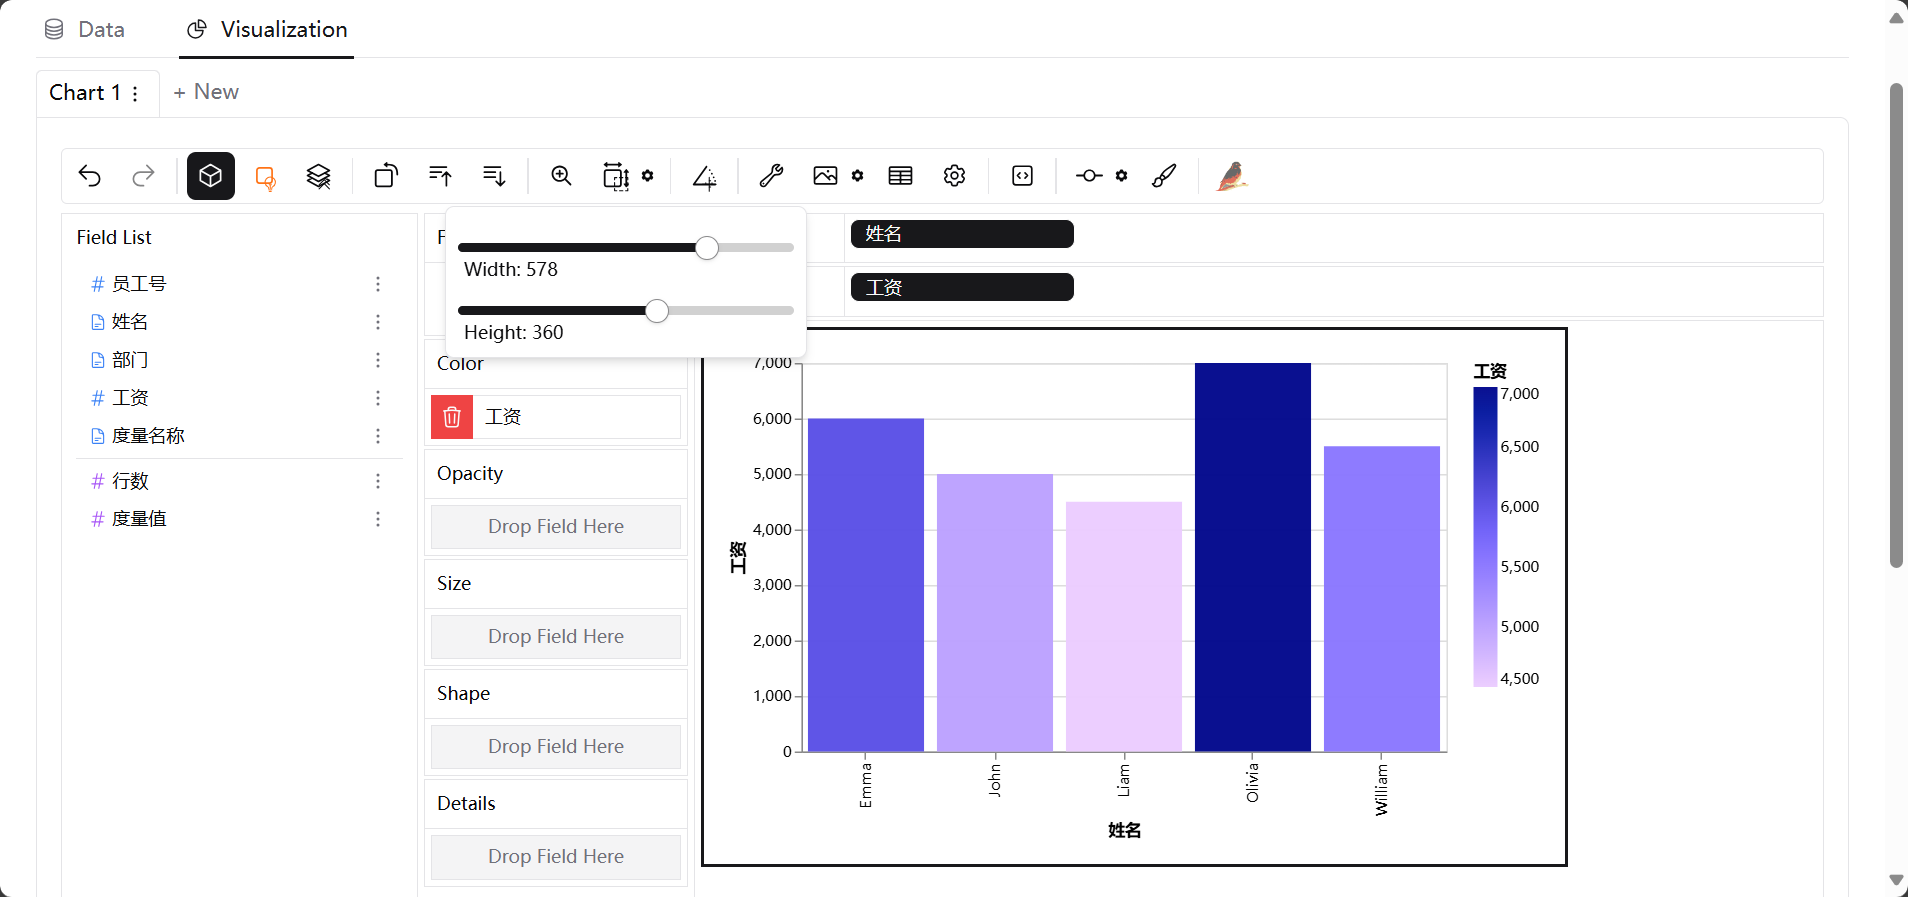 Data
Visualization
Chart 1
+ New
Field List
# 员工号
姓名
部门
# 工资
度量名称
# 行数
# 度量值
F
Width: 578
Height: 360
Color
工资
Opacity
Drop Field Here
Size
Drop Field Here
Shape
Drop Field Here
Details
Drop Field Here
姓名
工资
7,000
6,000
5,000
4,000
3,000
2,000
1,000
0
工资
Emma
John
Liam
Olivia
William
姓名
工资
7,000
6,500
6,000
5,500
5,000
4,500